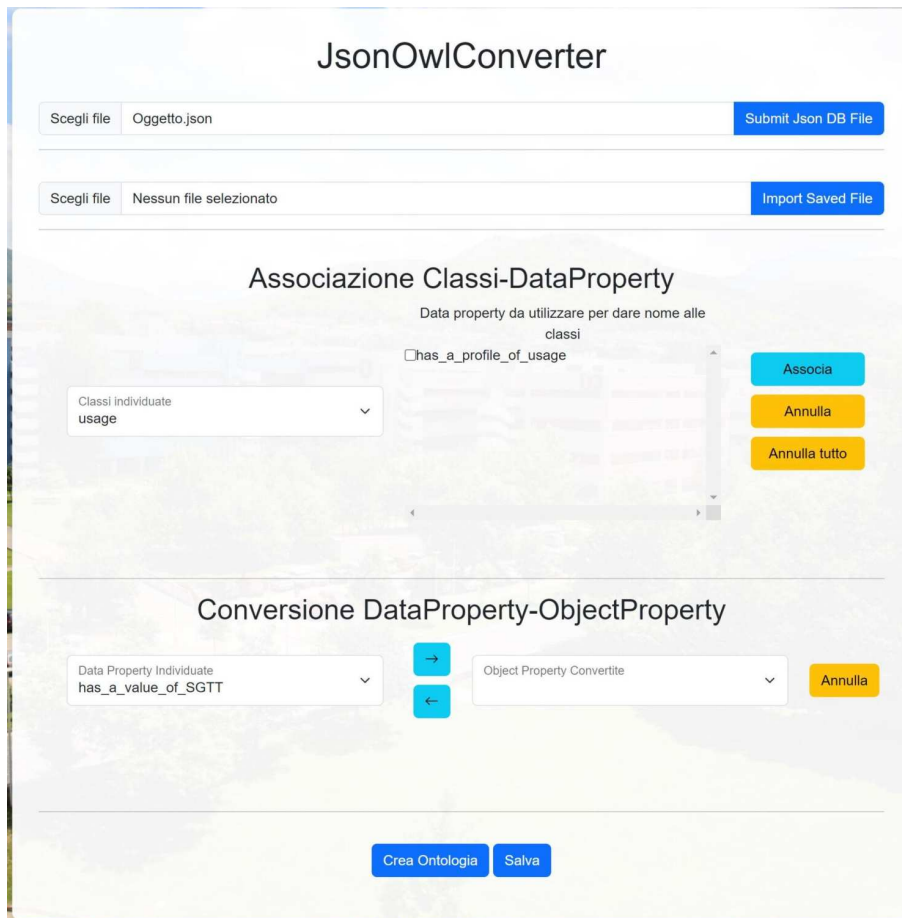 JsonOwlConverter
Scegli file Oggetto.json Submit Json DB File
Scegli file Nessun file selezionato Import Saved File
Associazione Classi-DataProperty
Data property da utilizzare per dare nome alle
classi
has_a_profile_of_usage
Associa
Classi individuate
usage
Annulla
Annulla tutto
Conversione DataProperty-ObjectProperty
Data Property Individuate
has_a_value_of_SGTT
→
←
Object Property Convertite
Annulla
Crea Ontologia Salva